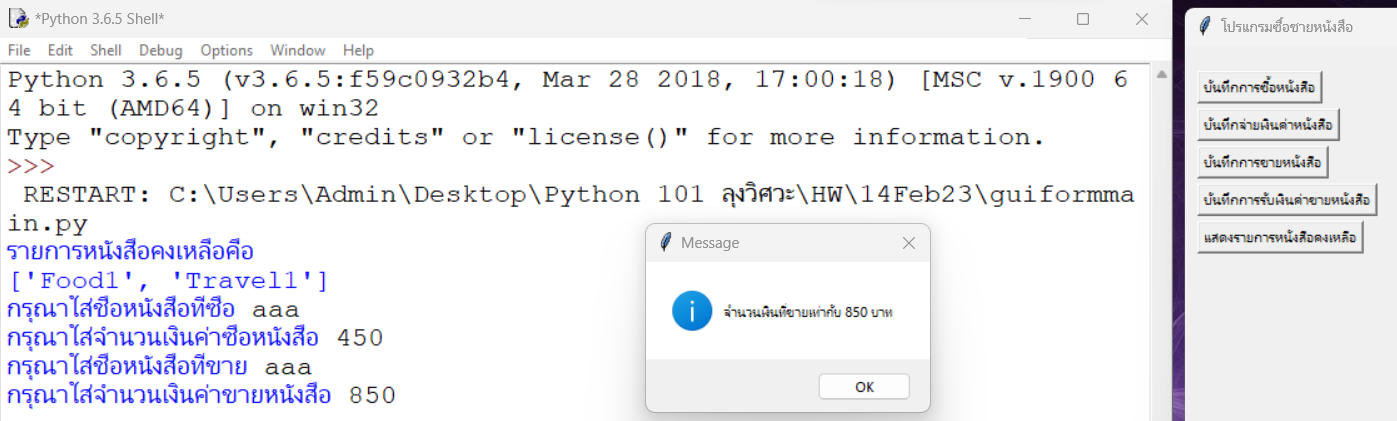 *Python 3.6.5 Shell*
File Edit Shell Debug Options Window Help
Python 3.6.5 (v3.6.5:f59c0932b4, Mar 28 2018, 17:00:18) [MSC v.1900 6
4 bit (AMD64)] on win32
Type "copyright", "credits" or "license()" for more information.
>>>
RESTART: C:\Users\Admin\Desktop\Python 101 ลุงวิศวะ\HW\14Feb23\guiformma
in.py
รายการหนังสือคงเหลือคือ
['Food1', 'Travel1']
กรุณาใส่ชื่อหนังสือที่ซื้อ aaa
กรุณาใส่จำนวนเงินค่าซื้อหนังสือ 450
กรุณาใส่ชื่อหนังสือที่ขาย aaa
กรุณาใส่จำนวนเงินค่าขายหนังสือ 850
Message
จำนวนเงินที่ขายเท่ากับ 850 บาท
OK
โปรแกรมซื้อขายหนังสือ
บันทึกการซื้อหนังสือ
บันทึกจ่ายเงินค่าหนังสือ
บันทึกการขายหนังสือ
บันทึกการรับเงินค่าขายหนังสือ
แสดงรายการหนังสือคงเหลือ